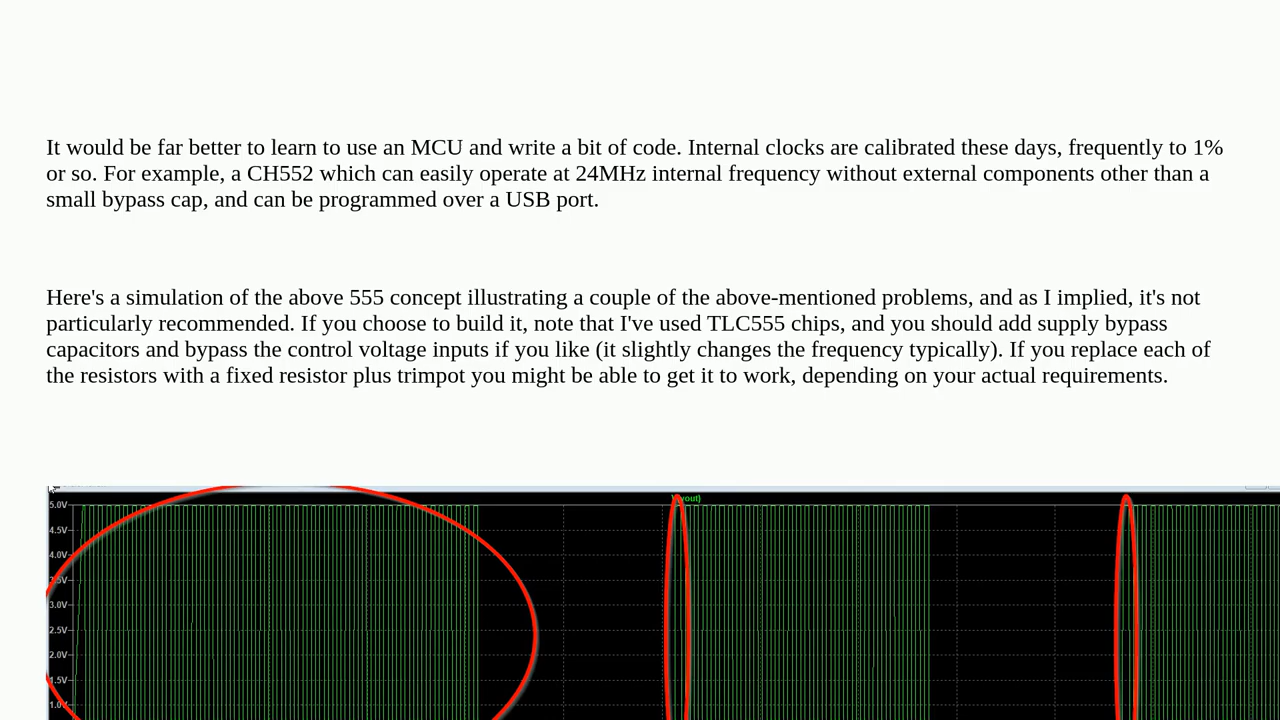 It would be far better to learn to use an MCU and write a bit of code. Internal clocks are calibrated these days, frequently to 1%
or so. For example, a CH552 which can easily operate at 24MHz internal frequency without external components other than a
small bypass cap, and can be programmed over a USB port.
Here's a simulation of the above 555 concept illustrating a couple of the above-mentioned problems, and as I implied, it's not
particularly recommended. If you choose to build it, note that I've used TLC555 chips, and you should add supply bypass
capacitors and bypass the control voltage inputs if you like (it slightly changes the frequency typically). If you replace each of
the resistors with a fixed resistor plus trimpot you might be able to get it to work, depending on your actual requirements.
5.0V
4.5V
4.0V
3.0V
2.5V
2.0V
1.5V